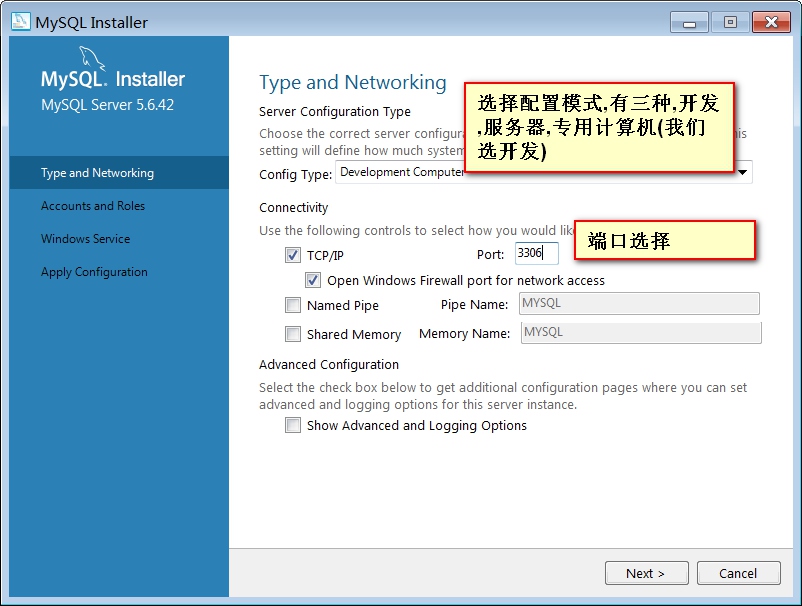 MySQL Installer
MySQL. Installer
MySQL Server 5.6.42
Type and Networking
Accounts and Roles
Windows Service
Apply Configuration
Type and Networking
Server Configuration Type
Choose the correct server configura
this
setting will define how much system
选择配置模式,有三种,开发
,服务器,专用计算机(我们
选开发)
Config Type: Development Computer
Connectivity
Use the following controls to select how you would lik
端口选择
TCP/IP Port: 3306
Open Windows Firewall port for network access
Named Pipe Pipe Name: MYSQL
Shared Memory Memory Name: MYSQL
Advanced Configuration
Select the check box below to get additional configuration pages where you can set
advanced and logging options for this server instance.
Show Advanced and Logging Options
Next > Cancel